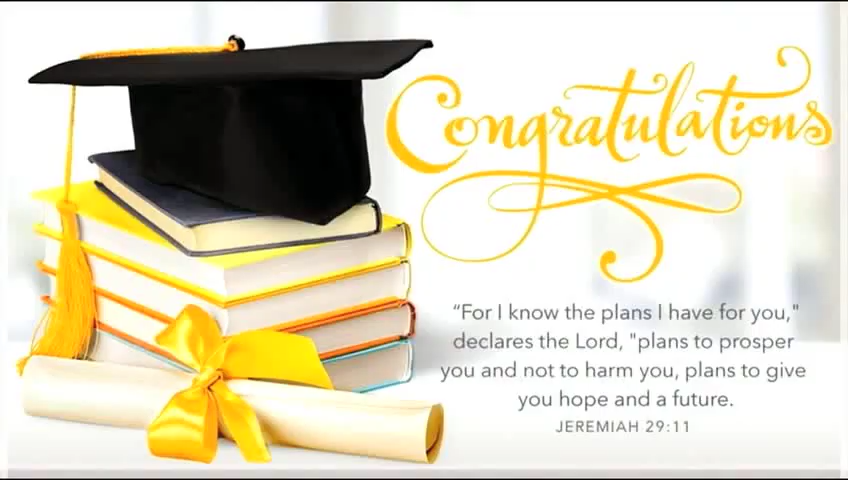 Congratulations
“For I know the plans I have for you,"
declares the Lord, "plans to prosper
you and not to harm you, plans to give
you hope and a future.
JEREMIAH 29:11